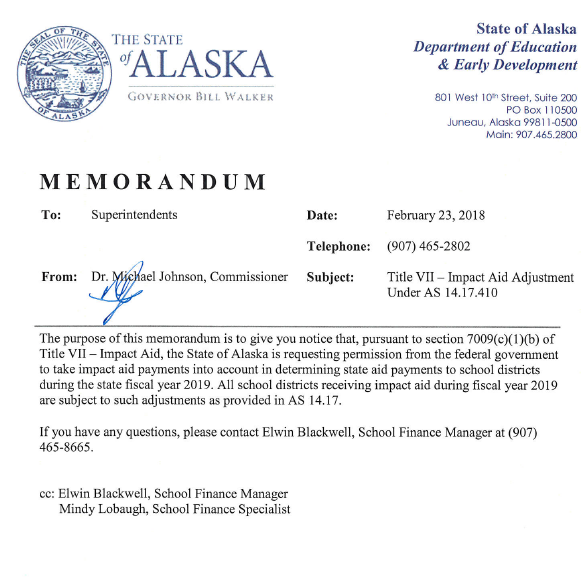 THE SEAL OF THE STATE
OF ALASKA
THE STATE
of ALASKA
GOVERNOR BILL WALKER
State of Alaska
Department of Education
& Early Development
801 West 10th Street, Suite 200
PO Box 110500
Juneau, Alaska 99811-0500
Main: 907.465.2800
MEMORANDUM
To: Superintendents
Date: February 23, 2018
Telephone: (907) 465-2802
From: Dr. Michael Johnson, Commissioner
Subject: Title VII – Impact Aid Adjustment
Under AS 14.17.410
The purpose of this memorandum is to give you notice that, pursuant to section 7009(c)(1)(b) of
Title VII – Impact Aid, the State of Alaska is requesting permission from the federal government
to take impact aid payments into account in determining state aid payments to school districts
during the state fiscal year 2019. All school districts receiving impact aid during fiscal year 2019
are subject to such adjustments as provided in AS 14.17.
If you have any questions, please contact Elwin Blackwell, School Finance Manager at (907)
465-8665.
cc: Elwin Blackwell, School Finance Manager
Mindy Lobaugh, School Finance Specialist